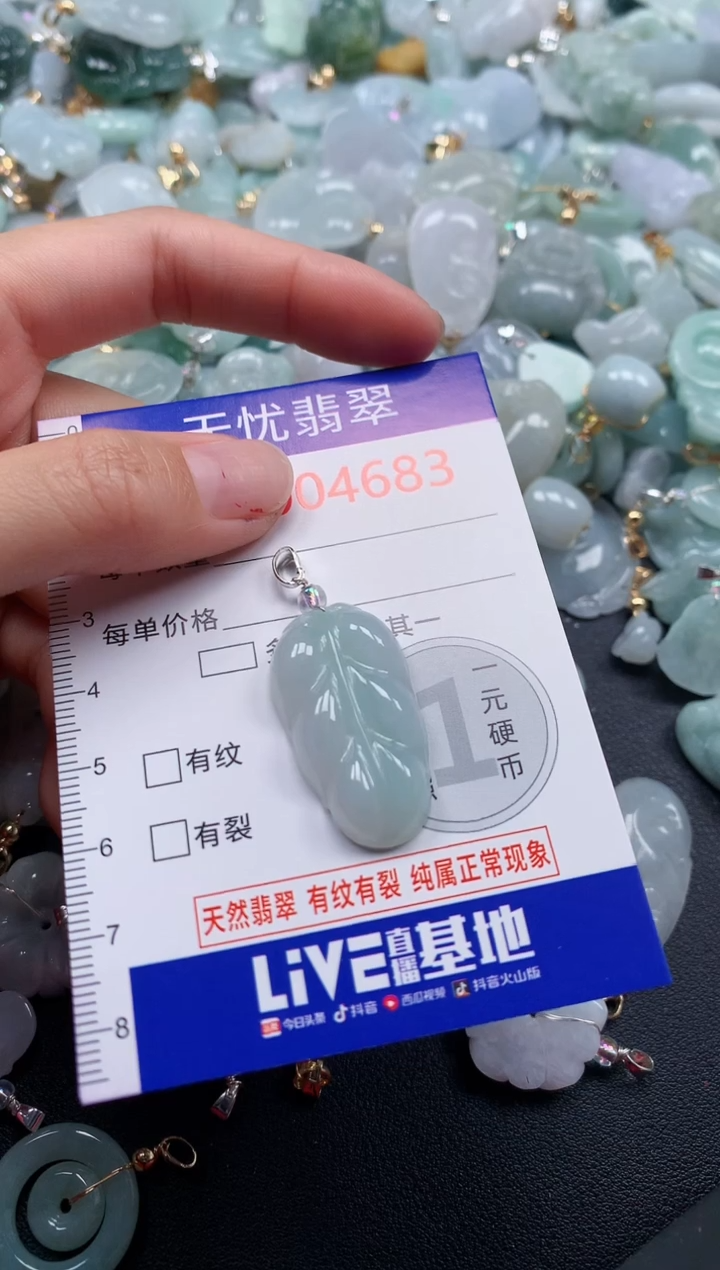 无忧翡翠
04683
每单价格
其一
有纹
有裂
1
一元硬币
天然翡翠 有纹有裂 纯属正常现象
LiVE直播基地
今日头条 抖音 西瓜视频 抖音火山版
0
3
4
5
6
7
8